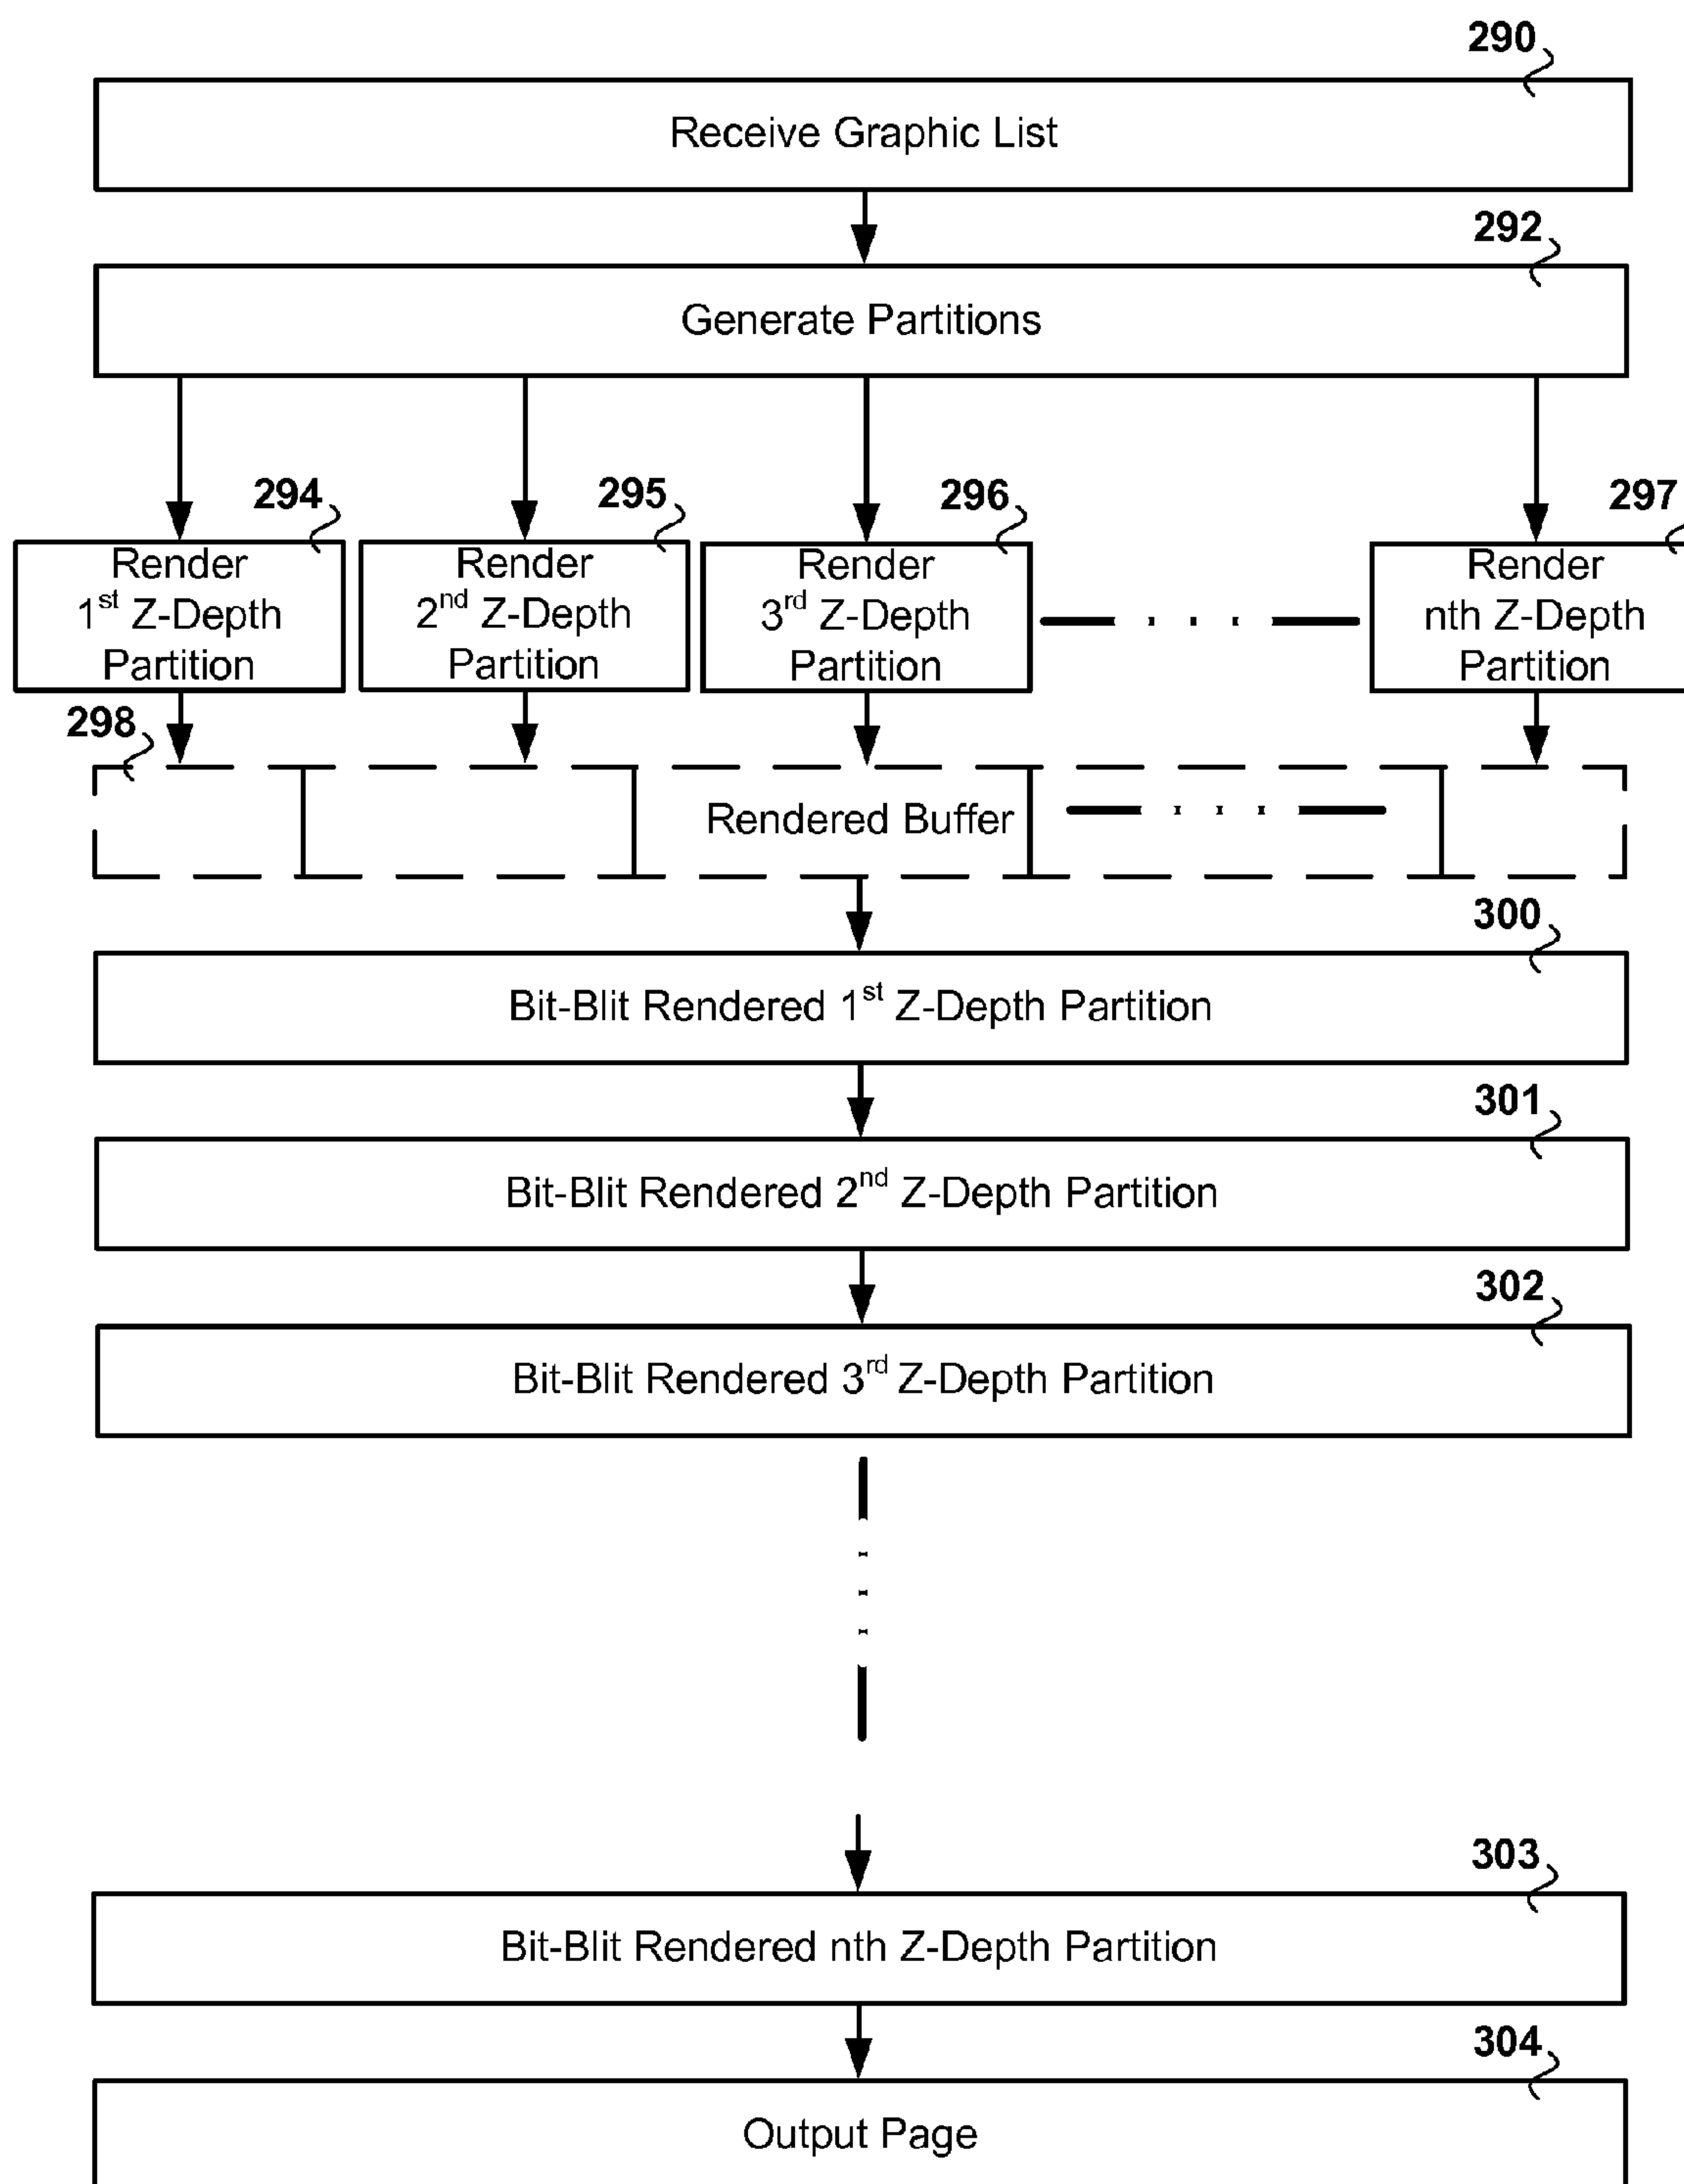 290
Receive Graphic List
292
Generate Partitions
294
295
296
297
Render
1st Z-Depth
Partition
Render
2nd Z-Depth
Partition
Render
3rd Z-Depth
Partition
Render
nth Z-Depth
Partition
298
Rendered Buffer
300
Bit-Blit Rendered 1st Z-Depth Partition
301
Bit-Blit Rendered 2nd Z-Depth Partition
302
Bit-Blit Rendered 3rd Z-Depth Partition
303
Bit-Blit Rendered nth Z-Depth Partition
304
Output Page